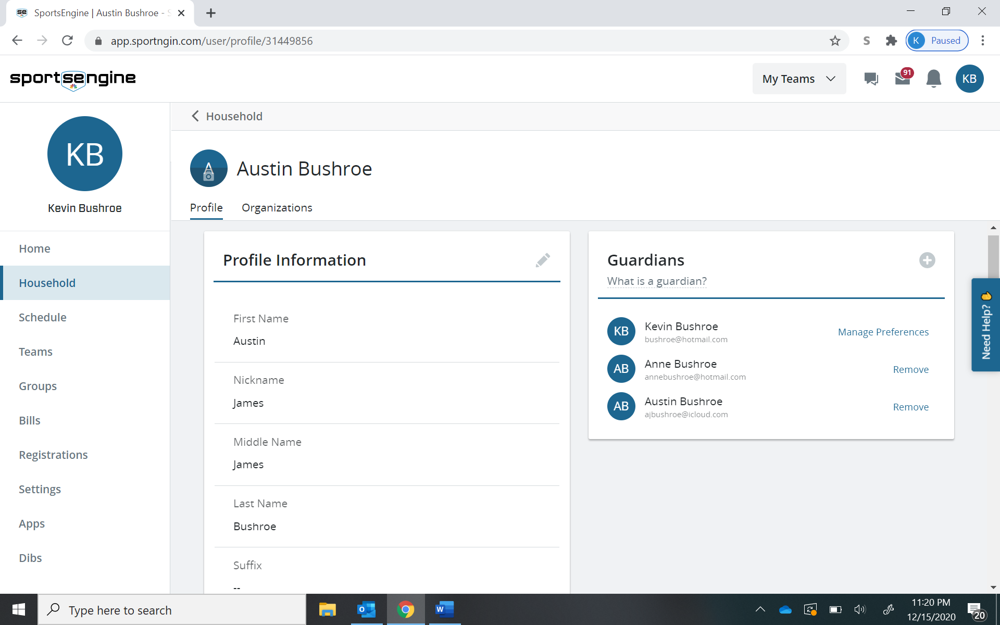 SportsEngine | Austin Bushroe - S
app.sportngin.com/user/profile/31449856
S
K Paused
sportsengine
My Teams
91
KB
KB
Kevin Bushroe
Home
Household
Schedule
Teams
Groups
Bills
Registrations
Settings
Apps
Dibs
Household
A
Austin Bushroe
Profile Organizations
Profile Information
First Name
Austin
Nickname
James
Middle Name
James
Last Name
Bushroe
Suffix
--
Guardians
What is a guardian?
KB Kevin Bushroe
bushroe@hotmail.com
Manage Preferences
AB Anne Bushroe
annebushroe@hotmail.com
Remove
AB Austin Bushroe
ajbushroe@icloud.com
Remove
Need Help?
Type here to search
11:20 PM
12/15/2020
20